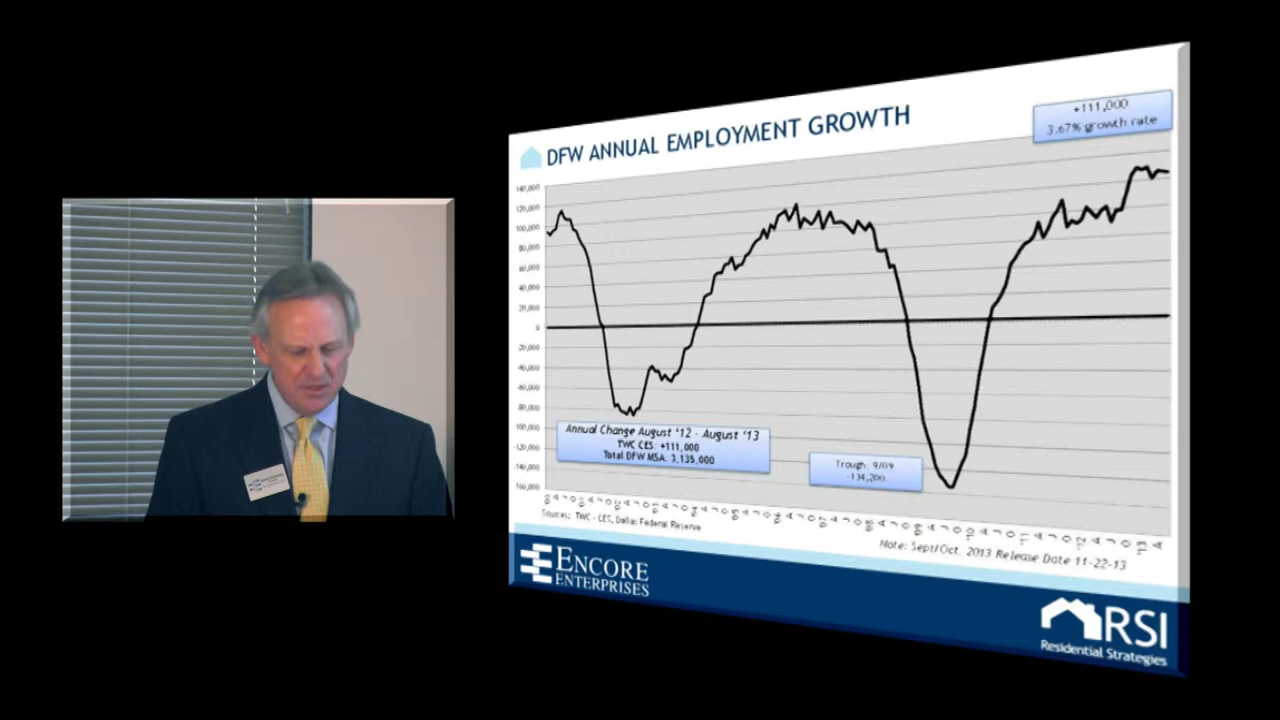 DFW ANNUAL EMPLOYMENT GROWTH
+111,000
3.67% growth rate
140,000
120,000
100,000
80,000
60,000
40,000
20,000
0
-20,000
-40,000
-60,000
-80,000
-100,000
-120,000
-140,000
-160,000
Annual Change August '12 - August '13
TWC CES: +111,000
Total DFW MSA: 3,135,000
Trough: 9/09
-134,200
Sources: TWC - CES, Dallas Federal Reserve
Note: Sept/Oct. 2013 Release Date 11-22-13
ENCORE
ENTERPRISES
RSI
Residential Strategies